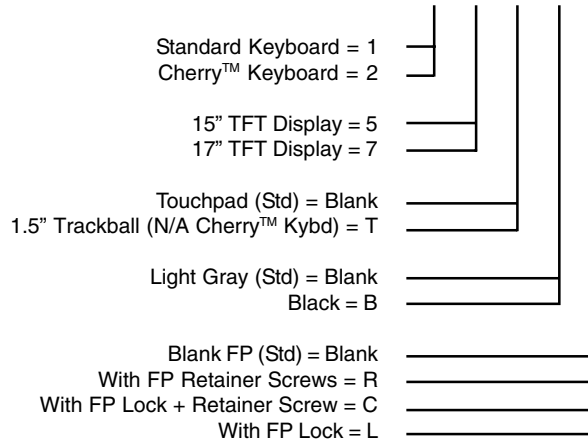 Standard Keyboard = 1
Cherry™ Keyboard = 2
15” TFT Display = 5
17” TFT Display = 7
Touchpad (Std) = Blank
1.5” Trackball (N/A Cherry™ Kybd) = T
Light Gray (Std) = Blank
Black = B
Blank FP (Std) = Blank
With FP Retainer Screws = R
With FP Lock + Retainer Screw = C
With FP Lock = L